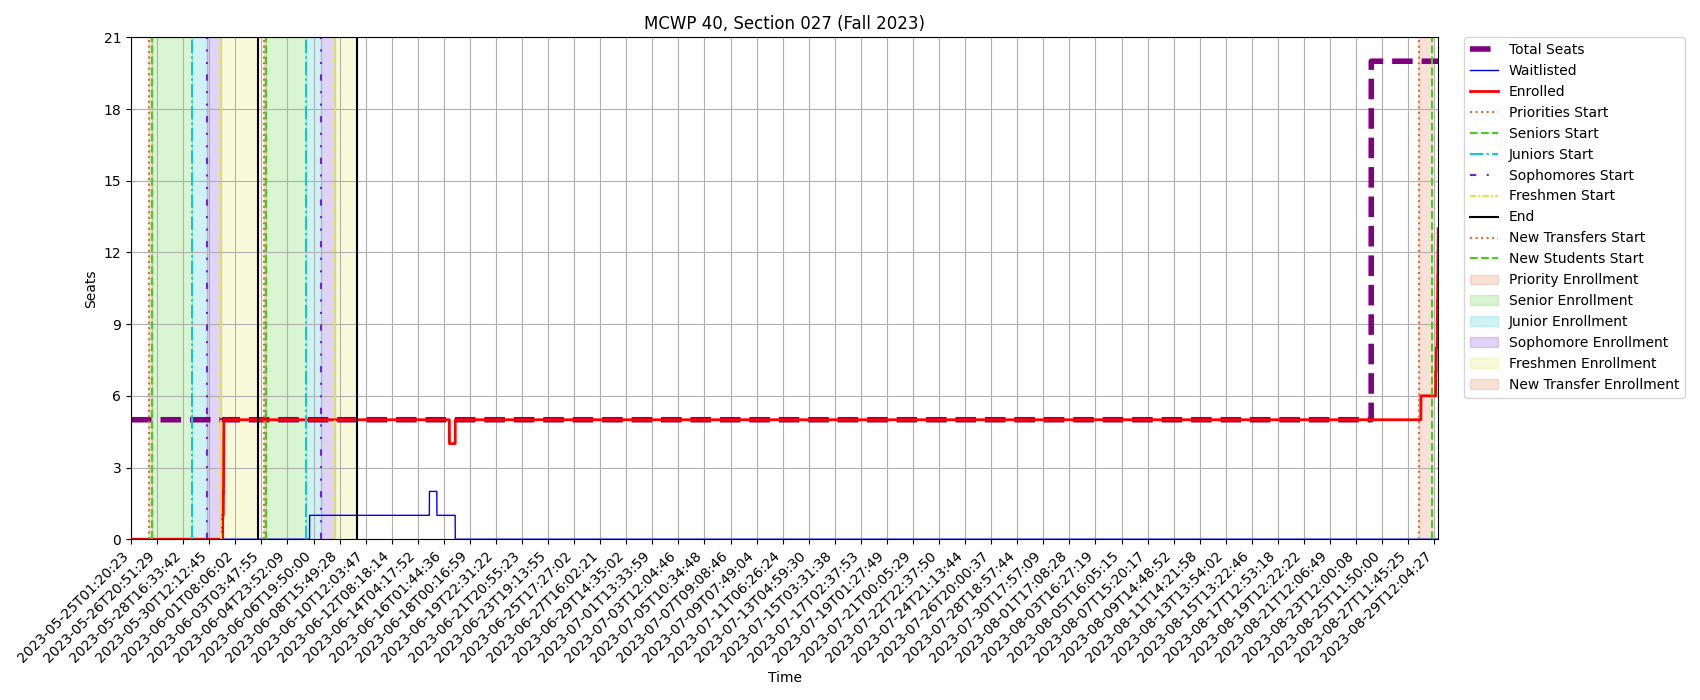 MCWP 40, Section 027 (Fall 2023)
Seats
21
18
15
12
9
6
3
0
2023-05-25T01:20:23
2023-05-26T20:51:29
2023-05-28T16:33:42
2023-05-30T12:12:45
2023-06-01T08:06:02
2023-06-03T03:47:55
2023-06-04T23:52:09
2023-06-06T19:50:00
2023-06-08T15:49:28
2023-06-10T12:03:47
2023-06-12T08:18:14
2023-06-14T04:17:52
2023-06-16T01:44:36
2023-06-18T00:16:59
2023-06-19T22:31:22
2023-06-21T20:55:23
2023-06-23T19:13:55
2023-06-25T17:27:02
2023-06-27T16:02:21
2023-06-29T14:35:02
2023-07-01T13:33:59
2023-07-03T12:04:46
2023-07-05T10:34:48
2023-07-07T09:08:46
2023-07-09T07:49:04
2023-07-11T06:26:24
2023-07-13T04:59:30
2023-07-15T03:31:38
2023-07-17T02:37:53
2023-07-19T01:27:49
2023-07-21T00:05:29
2023-07-22T22:37:50
2023-07-24T21:13:44
2023-07-26T20:00:37
2023-07-28T18:57:44
2023-07-30T17:57:09
2023-08-01T17:08:28
2023-08-03T16:27:19
2023-08-05T16:05:15
2023-08-07T15:20:17
2023-08-09T14:48:52
2023-08-11T14:21:58
2023-08-13T13:54:02
2023-08-15T13:22:46
2023-08-17T12:53:18
2023-08-19T12:22:22
2023-08-21T12:06:49
2023-08-23T12:00:08
2023-08-25T11:50:00
2023-08-27T11:45:25
2023-08-29T12:04:27
Time
Total Seats
Waitlisted
Enrolled
Priorities Start
Seniors Start
Juniors Start
Sophomores Start
Freshmen Start
End
New Transfers Start
New Students Start
Priority Enrollment
Senior Enrollment
Junior Enrollment
Sophomore Enrollment
Freshmen Enrollment
New Transfer Enrollment